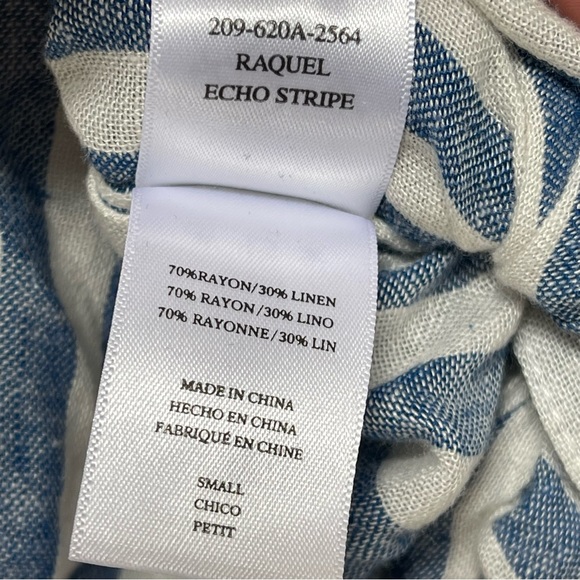 209-620A-2564
RAQUEL
ECHO STRIPE
70%RAYON/30% LINEN
70% RAYON/30% LINO
70% RAYONNE/30% LIN
MADE IN CHINA
HECHO EN CHINA
FABRIQUÉ EN CHINE
SMALL
CHICO
PETIT